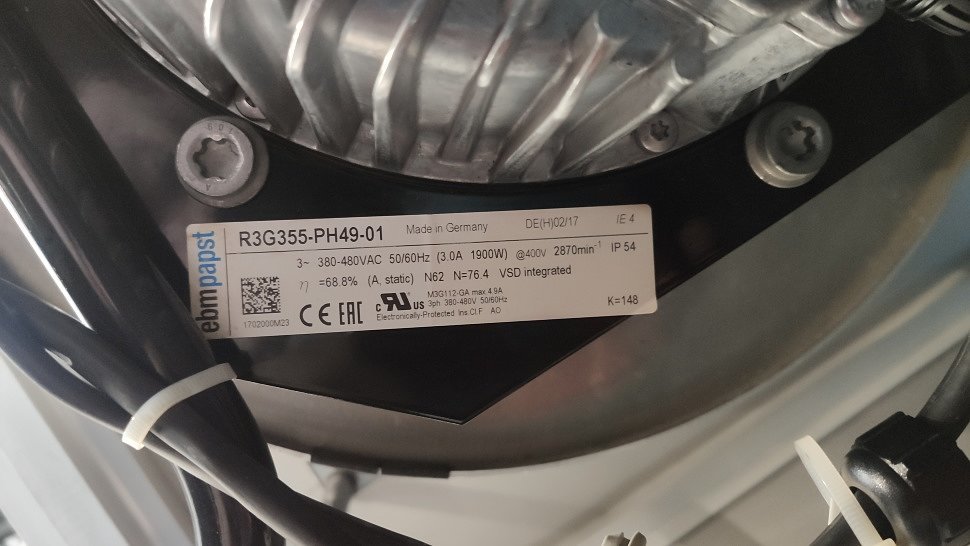 ebmpapst
R3G355-PH49-01 Made in Germany DE(H)02/17 IE 4
3~ 380-480VAC 50/60Hz (3.0A 1900W) @400V 2870min-1 IP 54
η =68.8% (A, static) N62 N=76.4 VSD integrated
CE EAC c RU us M3G112-GA max 4.9A
3ph 380-480V 50/60Hz
Electronically-Protected Ins.Cl.F AO
K=148
1702000M23